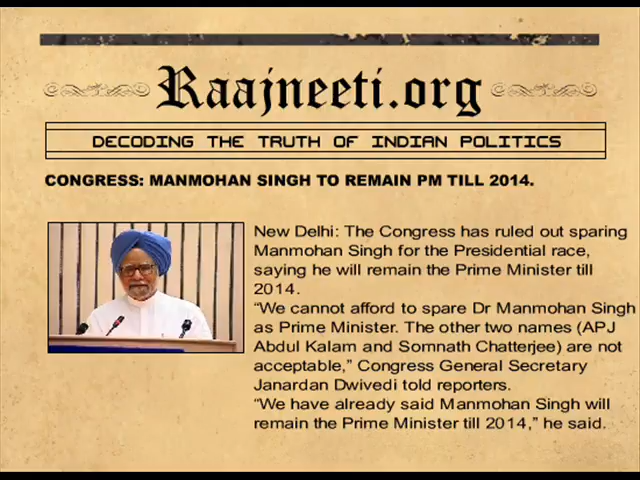 Raajneeti.org
DECODING THE TRUTH OF INDIAN POLITICS
CONGRESS: MANMOHAN SINGH TO REMAIN PM TILL 2014.
New Delhi: The Congress has ruled out sparing
Manmohan Singh for the Presidential race,
saying he will remain the Prime Minister till
2014.
“We cannot afford to spare Dr Manmohan Singh
as Prime Minister. The other two names (APJ
Abdul Kalam and Somnath Chatterjee) are not
acceptable,” Congress General Secretary
Janardan Dwivedi told reporters.
“We have already said Manmohan Singh will
remain the Prime Minister till 2014,” he said.